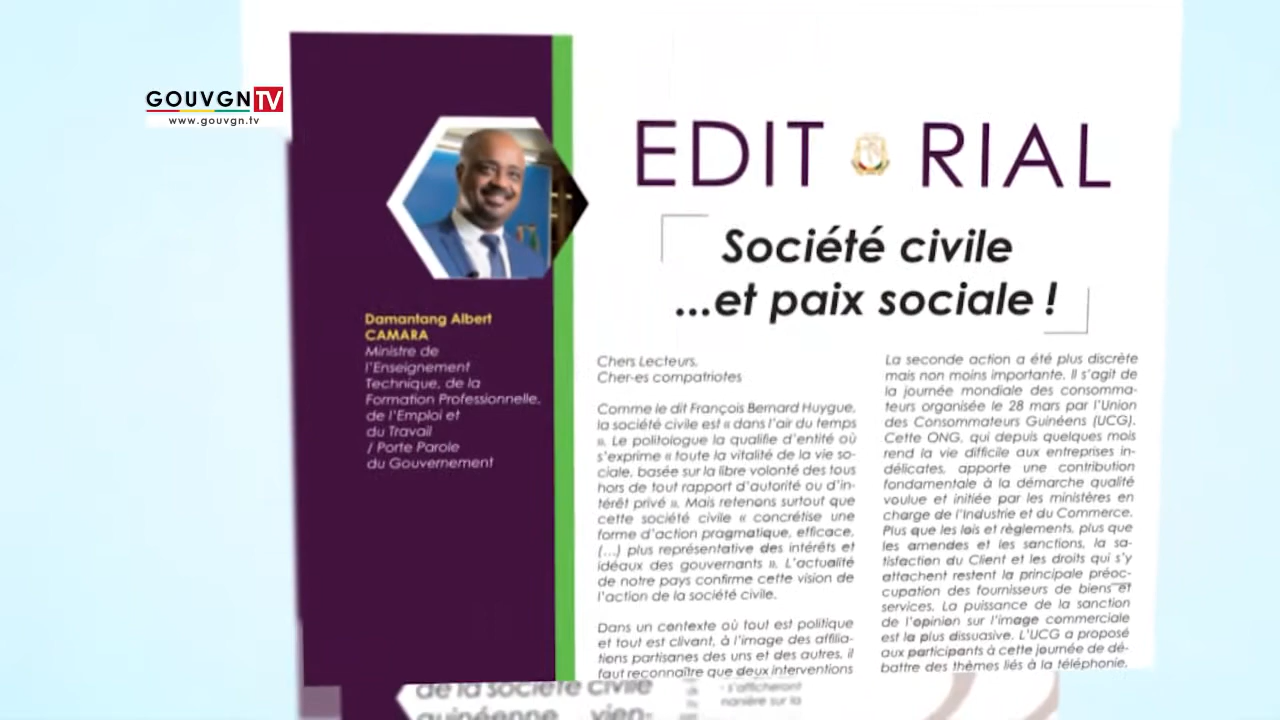 GOUVGN TV
www.gouvgn.tv
EDITORIAL
Société civile
...et paix sociale !
Damantang Albert
CAMARA
Ministre de
l'Enseignement
Technique, de la
Formation Professionnelle,
de l'Emploi et
du Travail
/ Porte Parole
du Gouvernement
Chers Lecteurs,
Cher-es compatriotes
Comme le dit François Bernard Huygue,
la société civile est « dans l'air du temps
». Le politologue la qualifie d'entité où
s'exprime « toute la vitalité de la vie so-
ciale, basée sur la libre volonté des tous
hors de tout rapport d'autorité ou d'in-
térêt privé ». Mais retenons surtout que
cette société civile « concrétise une
forme d'action pragmatique, efficace,
(...) plus représentative des intérêts et
idéaux des gouvernants ». L'actualité
de notre pays confirme cette vision de
l'action de la société civile.
Dans un contexte où tout est politique
et tout est clivant, à l'image des affilia-
tions partisanes des uns et des autres, il
faut reconnaître que deux interventions
La seconde action a été plus discrète
mais non moins importante. Il s'agit de
la journée mondiale des consomma-
teurs organisée le 28 mars par l'Union
des Consommateurs Guinéens (UCG).
Cette ONG, qui depuis quelques mois
rend la vie difficile aux entreprises in-
délicates, apporte une contribution
fondamentale à la démarche qualité
voulue et initiée par les ministères en
charge de l'Industrie et du Commerce.
Plus que les lois et règlements, plus que
les amendes et les sanctions, la sa-
tisfaction du Client et les droits qui s'y
attachent restent la principale préoc-
cupation des fournisseurs de biens et
services. La puissance de la sanction
de l'opinion sur l'image commerciale
est la plus dissuasive. L'UCG a proposé
aux participants à cette journée de dé-
battre des thèmes liés à la téléphonie,
de la société civile
guinéenne vien-
s'afficheront
manière sur la